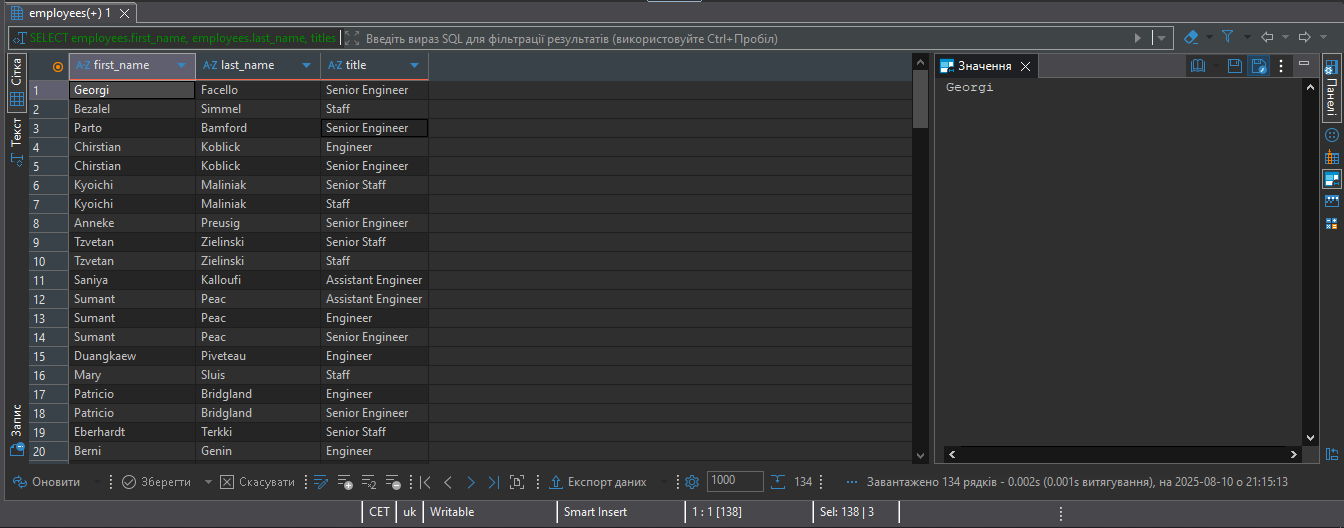 employees(+) 1
SELECT employees.first_name, employees.last_name, titles
Введіть вираз SQL для фільтрації результатів (використовуйте Ctrl+Пробіл)
Сітка
Текст
Запис
A-Z first_name A-Z last_name A-Z title
1 Georgi Facello Senior Engineer
2 Bezalel Simmel Staff
3 Parto Bamford Senior Engineer
4 Chirstian Koblick Engineer
5 Chirstian Koblick Senior Engineer
6 Kyoichi Maliniak Senior Staff
7 Kyoichi Maliniak Staff
8 Anneke Preusig Senior Engineer
9 Tzvetan Zielinski Senior Staff
10 Tzvetan Zielinski Staff
11 Saniya Kalloufi Assistant Engineer
12 Sumant Peac Assistant Engineer
13 Sumant Peac Engineer
14 Sumant Peac Senior Engineer
15 Duangkaew Piveteau Engineer
16 Mary Sluis Staff
17 Patricio Bridgland Engineer
18 Patricio Bridgland Senior Engineer
19 Eberhardt Terkki Senior Staff
20 Berni Genin Engineer
Значення
Georgi
Панелі
Оновити Зберегти Скасувати Експорт даних 1000 134 Завантажено 134 рядків - 0.002s (0.001s витягування), на 2025-08-10 о 21:15:13
CET uk Writable Smart Insert 1 : 1 [138] Sel: 138 | 3